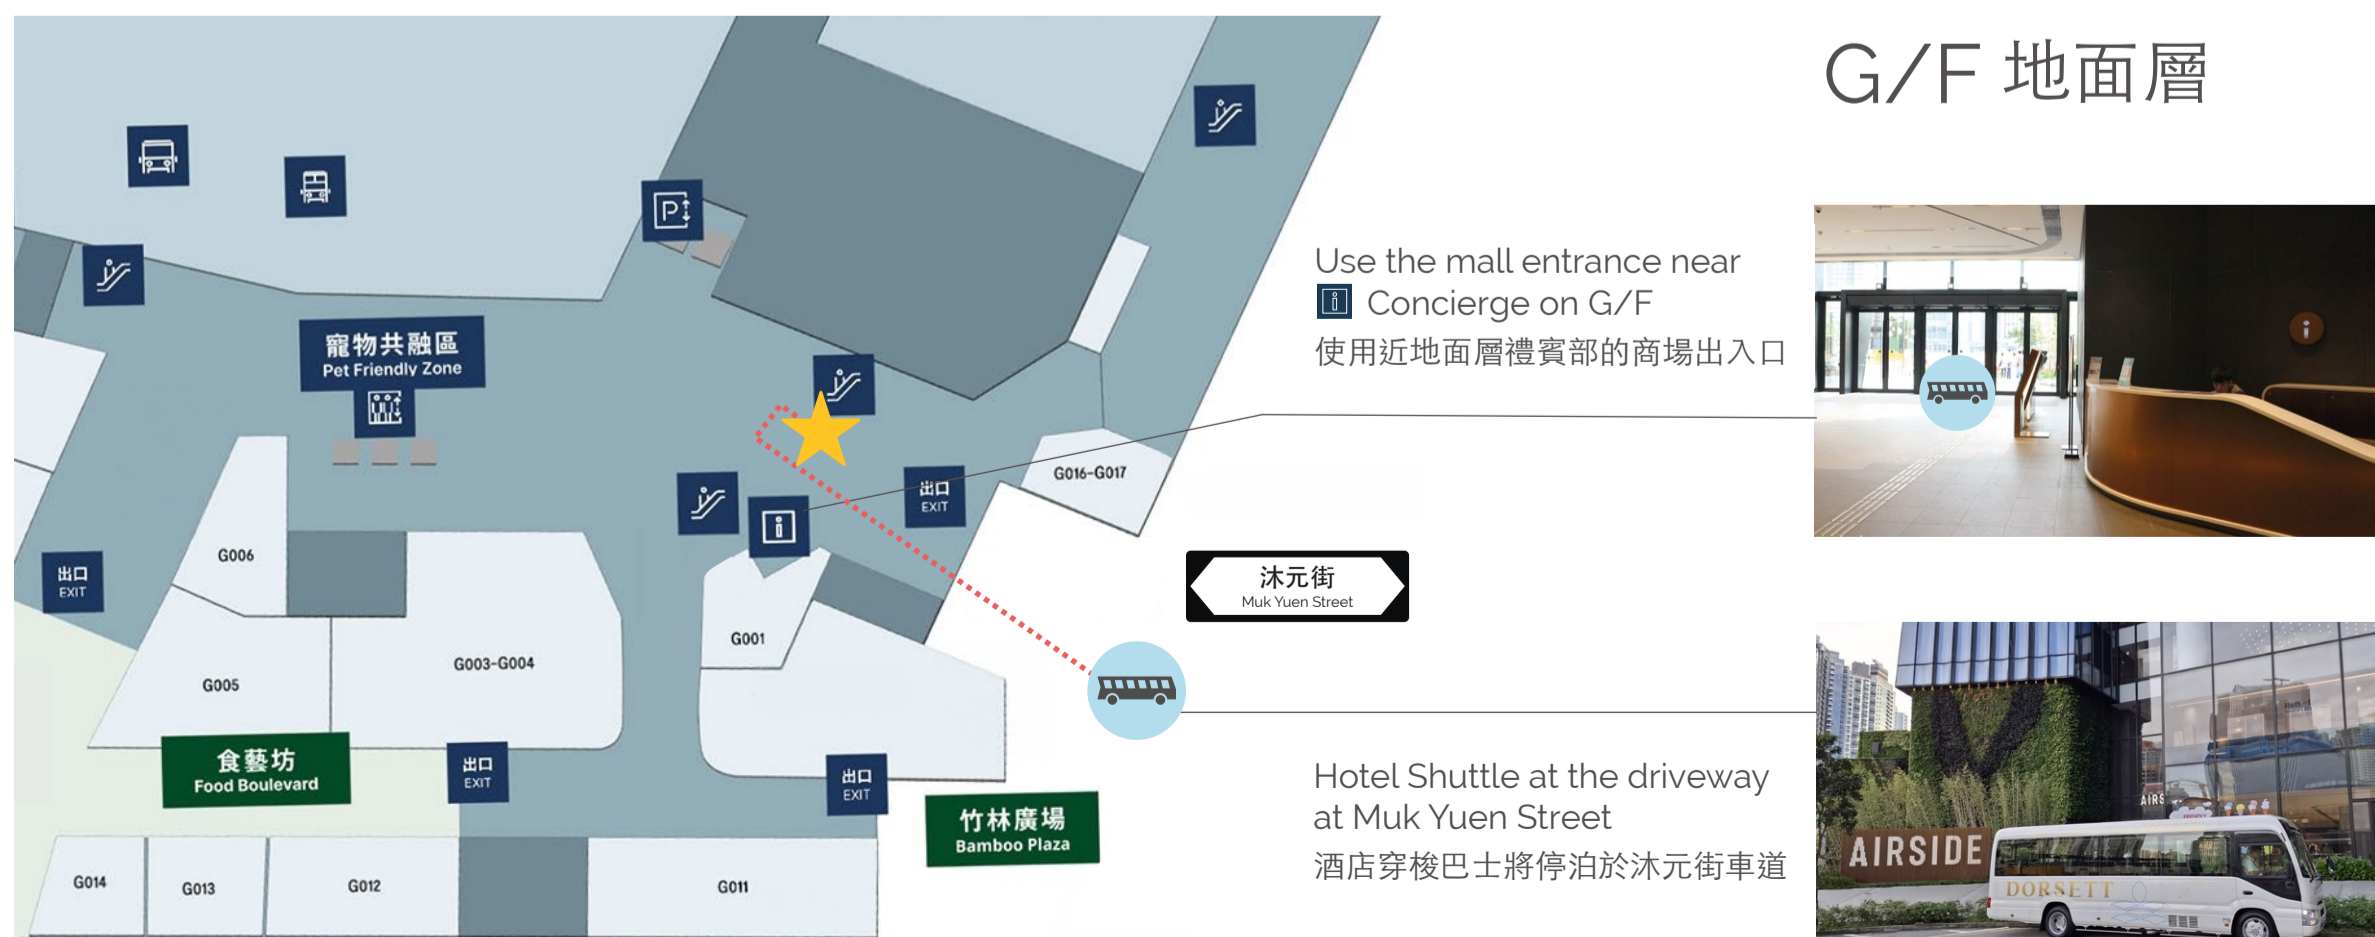 G/F 地面層
寵物共融區
Pet Friendly Zone
Use the mall entrance near
Concierge on G/F
使用近地面層禮賓部的商場出入口
G016-G017
出口
EXIT
G006
出口
EXIT
沐元街
Muk Yuen Street
G001
G003-G004
G005
食藝坊
Food Boulevard
出口
EXIT
出口
EXIT
竹林廣場
Bamboo Plaza
Hotel Shuttle at the driveway
at Muk Yuen Street
酒店穿梭巴士將停泊於沐元街車道
G014
G013
G012
G011
P
AIRS
AIRSIDE
DORSETT